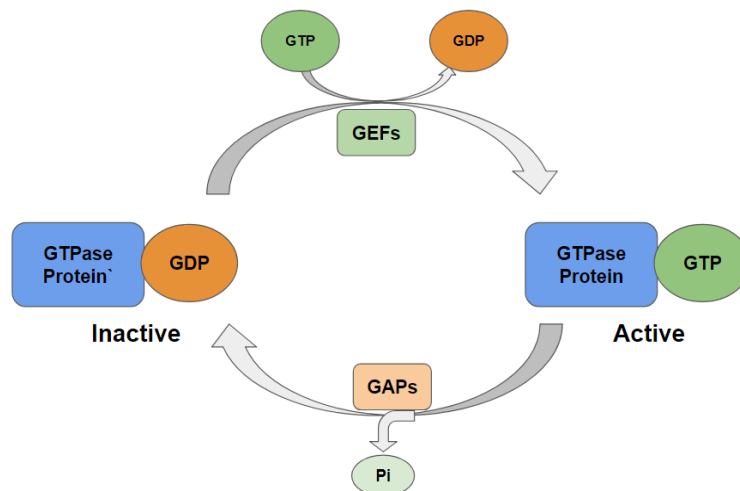 GTP
GDP
GEFs
GTPase
Protein`
GDP
GTPase
Protein
GTP
Inactive
Active
GAPs
Pi